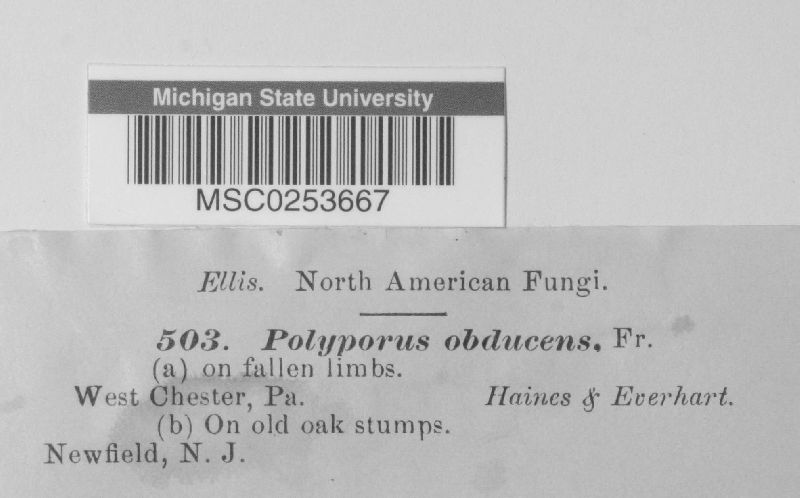 Michigan State University
MSC0253667
Ellis. North American Fungi.
503. Polyporus obducens, Fr.
(a) on fallen limbs.
West Chester, Pa. Haines & Everhart.
(b) On old oak stumps.
Newfield, N. J.